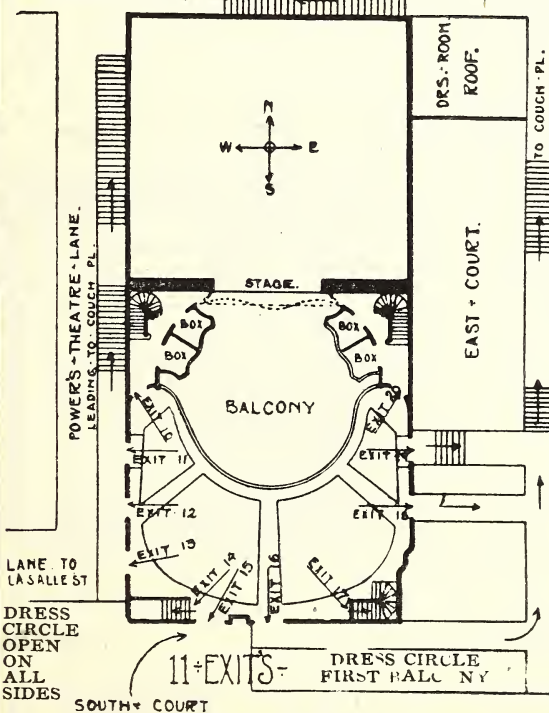 DRS. ROOM
ROOF.
TO COUCH PL.
N
W E
S
POWER'S THEATRE LANE.
LEADING TO COUCH PL.
STAGE.
BOX
BOX
BOX
BOX
EAST COURT.
BALCONY
EXIT 10
EXIT 20
EXIT 11
EXIT 12
EXIT 18
EXIT 13
EXIT 14
EXIT 15
EXIT 16
EXIT 17
LANE TO
LASALLE ST
DRESS
CIRCLE
OPEN
ON
ALL
SIDES
11 EXITS
DRESS CIRCLE
FIRST BALC NY
SOUTH COURT